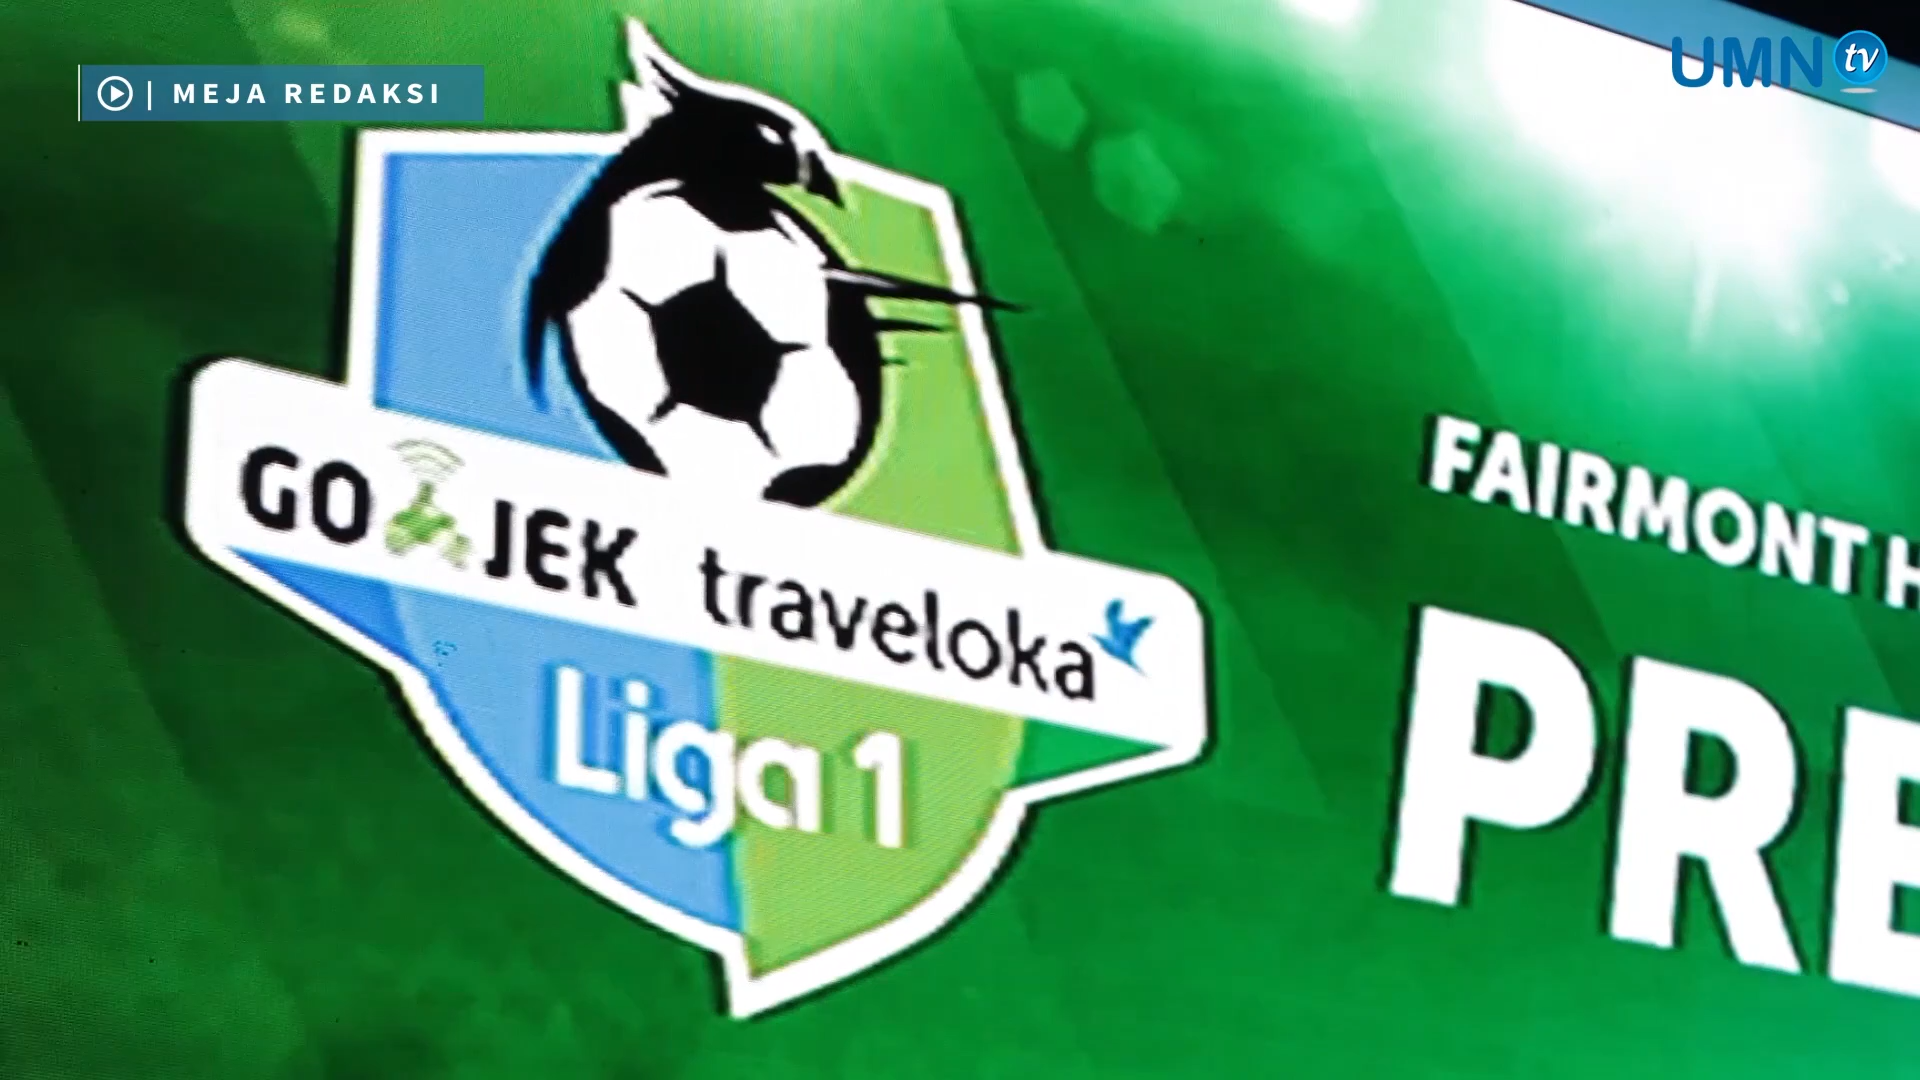 MEJA REDAKSI
UMN tv
GO JEK traveloka
Liga 1
FAIRMONT H
PRE